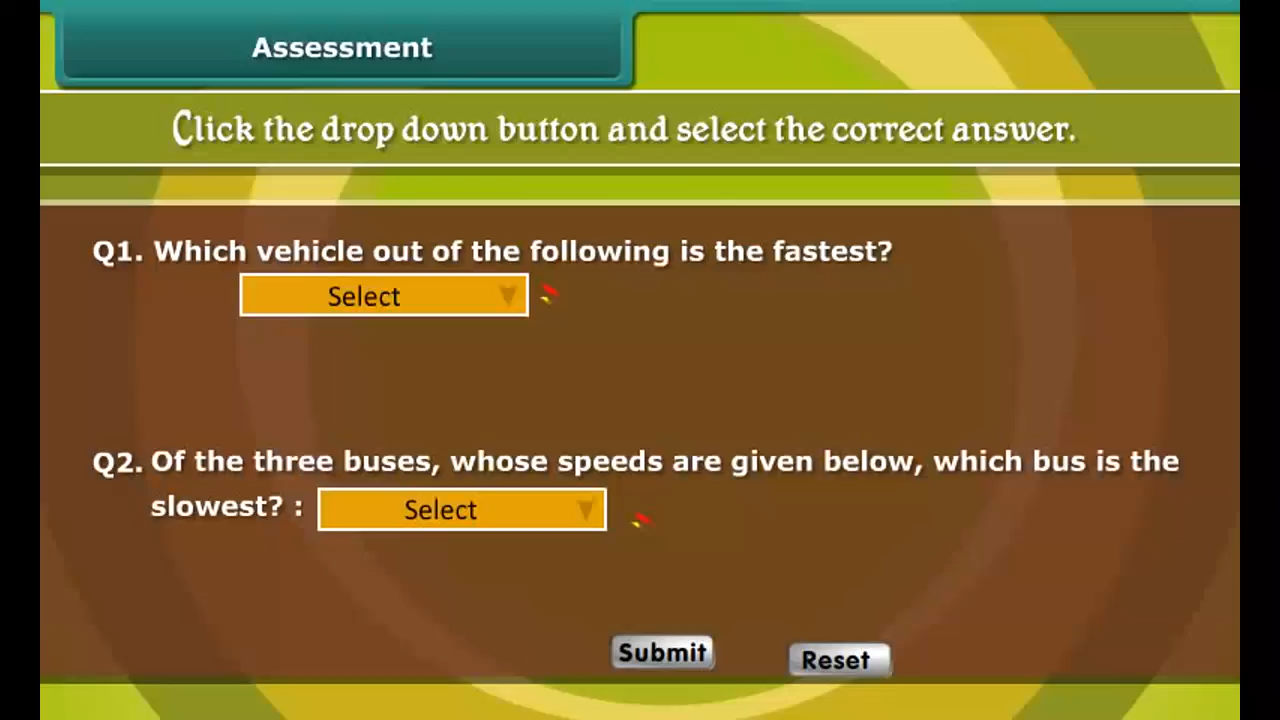 Assessment
Click the drop down button and select the correct answer.
Q1. Which vehicle out of the following is the fastest?
Select
Q2. Of the three buses, whose speeds are given below, which bus is the
slowest? : Select
Submit
Reset